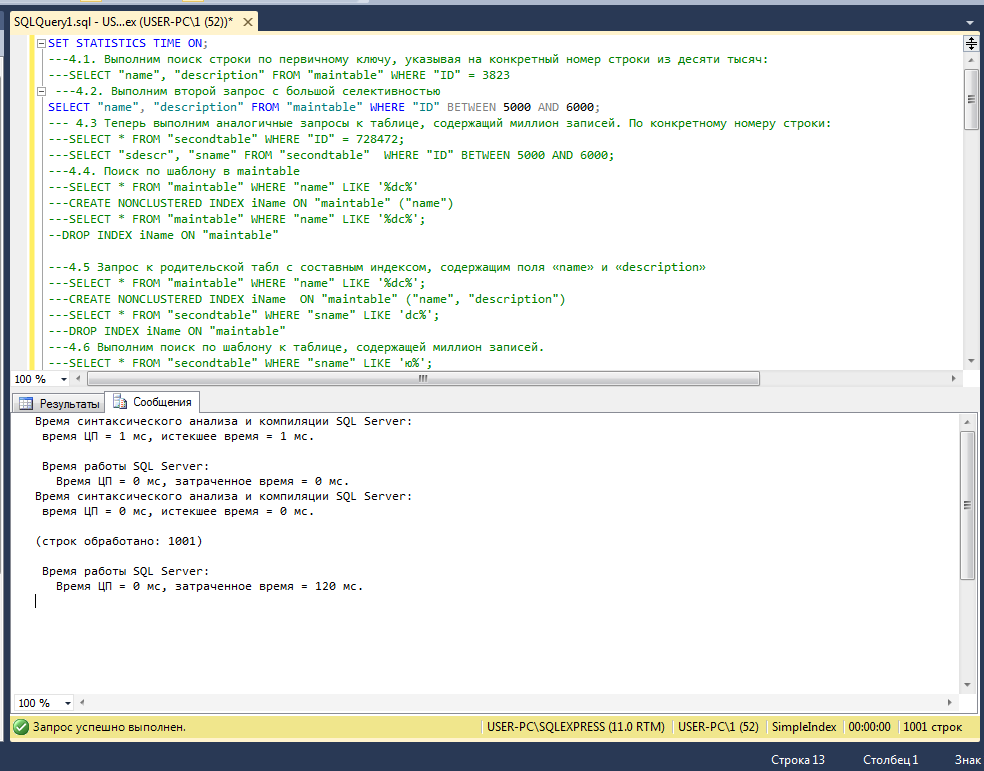 SQLQuery1.sql - US...ex (USER-PC\1 (52))*
SET STATISTICS TIME ON;
---4.1. Выполним поиск строки по первичному ключу, указывая на конкретный номер строки из десяти тысяч:
---SELECT "name", "description" FROM "maintable" WHERE "ID" = 3823
---4.2. Выполним второй запрос с большой селективностью
SELECT "name", "description" FROM "maintable" WHERE "ID" BETWEEN 5000 AND 6000;
--- 4.3 Теперь выполним аналогичные запросы к таблице, содержащий миллион записей. По конкретному номеру строки:
---SELECT * FROM "secondtable" WHERE "ID" = 728472;
---SELECT "sdescr", "sname" FROM "secondtable"  WHERE "ID" BETWEEN 5000 AND 6000;
---4.4. Поиск по шаблону в maintable
---SELECT * FROM "maintable" WHERE "name" LIKE '%dc%'
---CREATE NONCLUSTERED INDEX iName ON "maintable" ("name")
---SELECT * FROM "maintable" WHERE "name" LIKE '%dc%';
--DROP INDEX iName ON "maintable"
---4.5 Запрос к родительской табл с составным индексом, содержащим поля «name» и «description»
---SELECT * FROM "maintable" WHERE "name" LIKE '%dc%';
---CREATE NONCLUSTERED INDEX iName  ON "maintable" ("name", "description")
---SELECT * FROM "secondtable" WHERE "sname" LIKE 'dc%';
---DROP INDEX iName ON "maintable"
---4.6 Выполним поиск по шаблону к таблице, содержащей миллион записей.
---SELECT * FROM "secondtable" WHERE "sname" LIKE 'ю%';
100 %
Результаты Сообщения
Время синтаксического анализа и компиляции SQL Server:
время ЦП = 1 мс, истекшее время = 1 мс.
Время работы SQL Server:
Время ЦП = 0 мс, затраченное время = 0 мс.
Время синтаксического анализа и компиляции SQL Server:
время ЦП = 0 мс, истекшее время = 0 мс.
(строк обработано: 1001)
Время работы SQL Server:
Время ЦП = 0 мс, затраченное время = 120 мс.
100 %
Запрос успешно выполнен. USER-PC\SQLEXPRESS (11.0 RTM) USER-PC\1 (52) SimpleIndex 00:00:00 1001 строк
Строка 13 Столбец 1 Знак